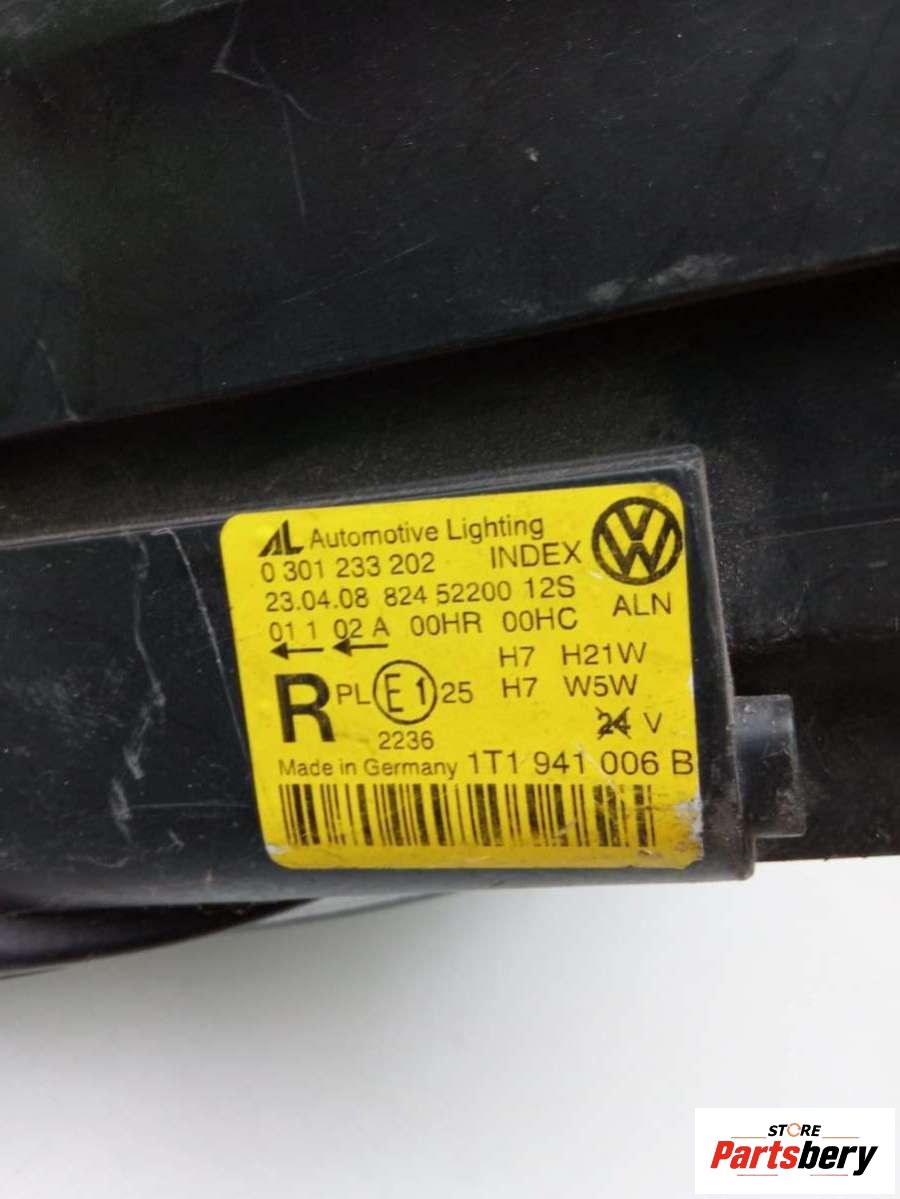 AL Automotive Lighting
0 301 233 202 INDEX
23.04.08 824 52200 12S
ALN
01 1 02 A 00HR 00HC
H7 H21W
R PL E1 25 H7 W5W
24 V
2236
Made in Germany 1T1 941 006 B
STORE
Partsbery